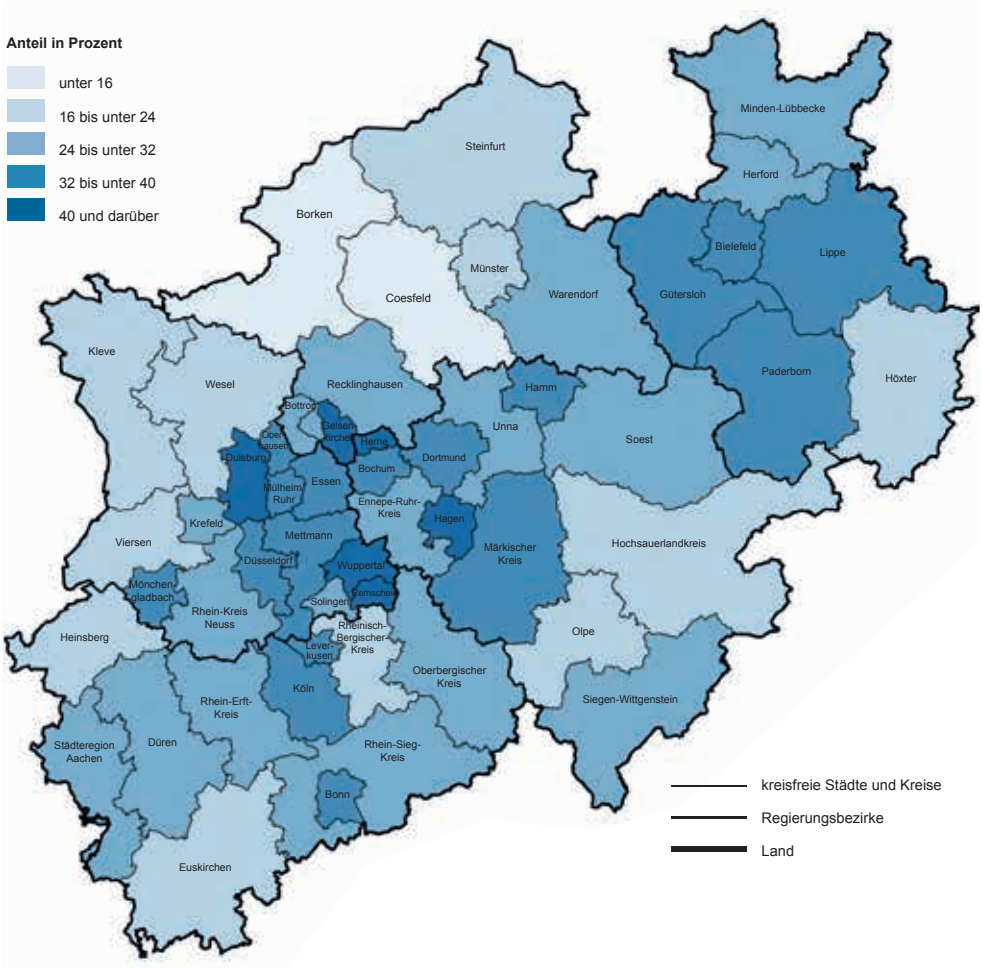 Anteil in Prozent
unter 16
16 bis unter 24
24 bis unter 32
32 bis unter 40
40 und darüber
Minden-Lübbecke
Steinfurt
Herford
Borken
Bielefeld
Lippe
Münster
Coesfeld
Warendorf
Gütersloh
Kleve
Wesel
Recklinghausen
Hamm
Paderborn
Höxter
Bottrop
Gelsen-
kirchen
Unna
Soest
Ober-
hausen
Herne
Duisburg
Bochum
Dortmund
Mülheim/
Ruhr
Essen
Ennepe-Ruhr-
Kreis
Krefeld
Hagen
Viersen
Mettmann
Märkischer
Kreis
Hochsauerlandkreis
Düsseldorf
Wuppertal
Mönchen-
gladbach
Remscheid
Solingen
Rhein-Kreis
Neuss
Heinsberg
Rheinisch-
Bergischer-
Kreis
Olpe
Lever-
kusen
Oberbergischer
Kreis
Köln
Rhein-Erft-
Kreis
Siegen-Wittgenstein
Städteregion
Aachen
Düren
Rhein-Sieg-
Kreis
Bonn
Euskirchen
kreisfreie Städte und Kreise
Regierungsbezirke
Land